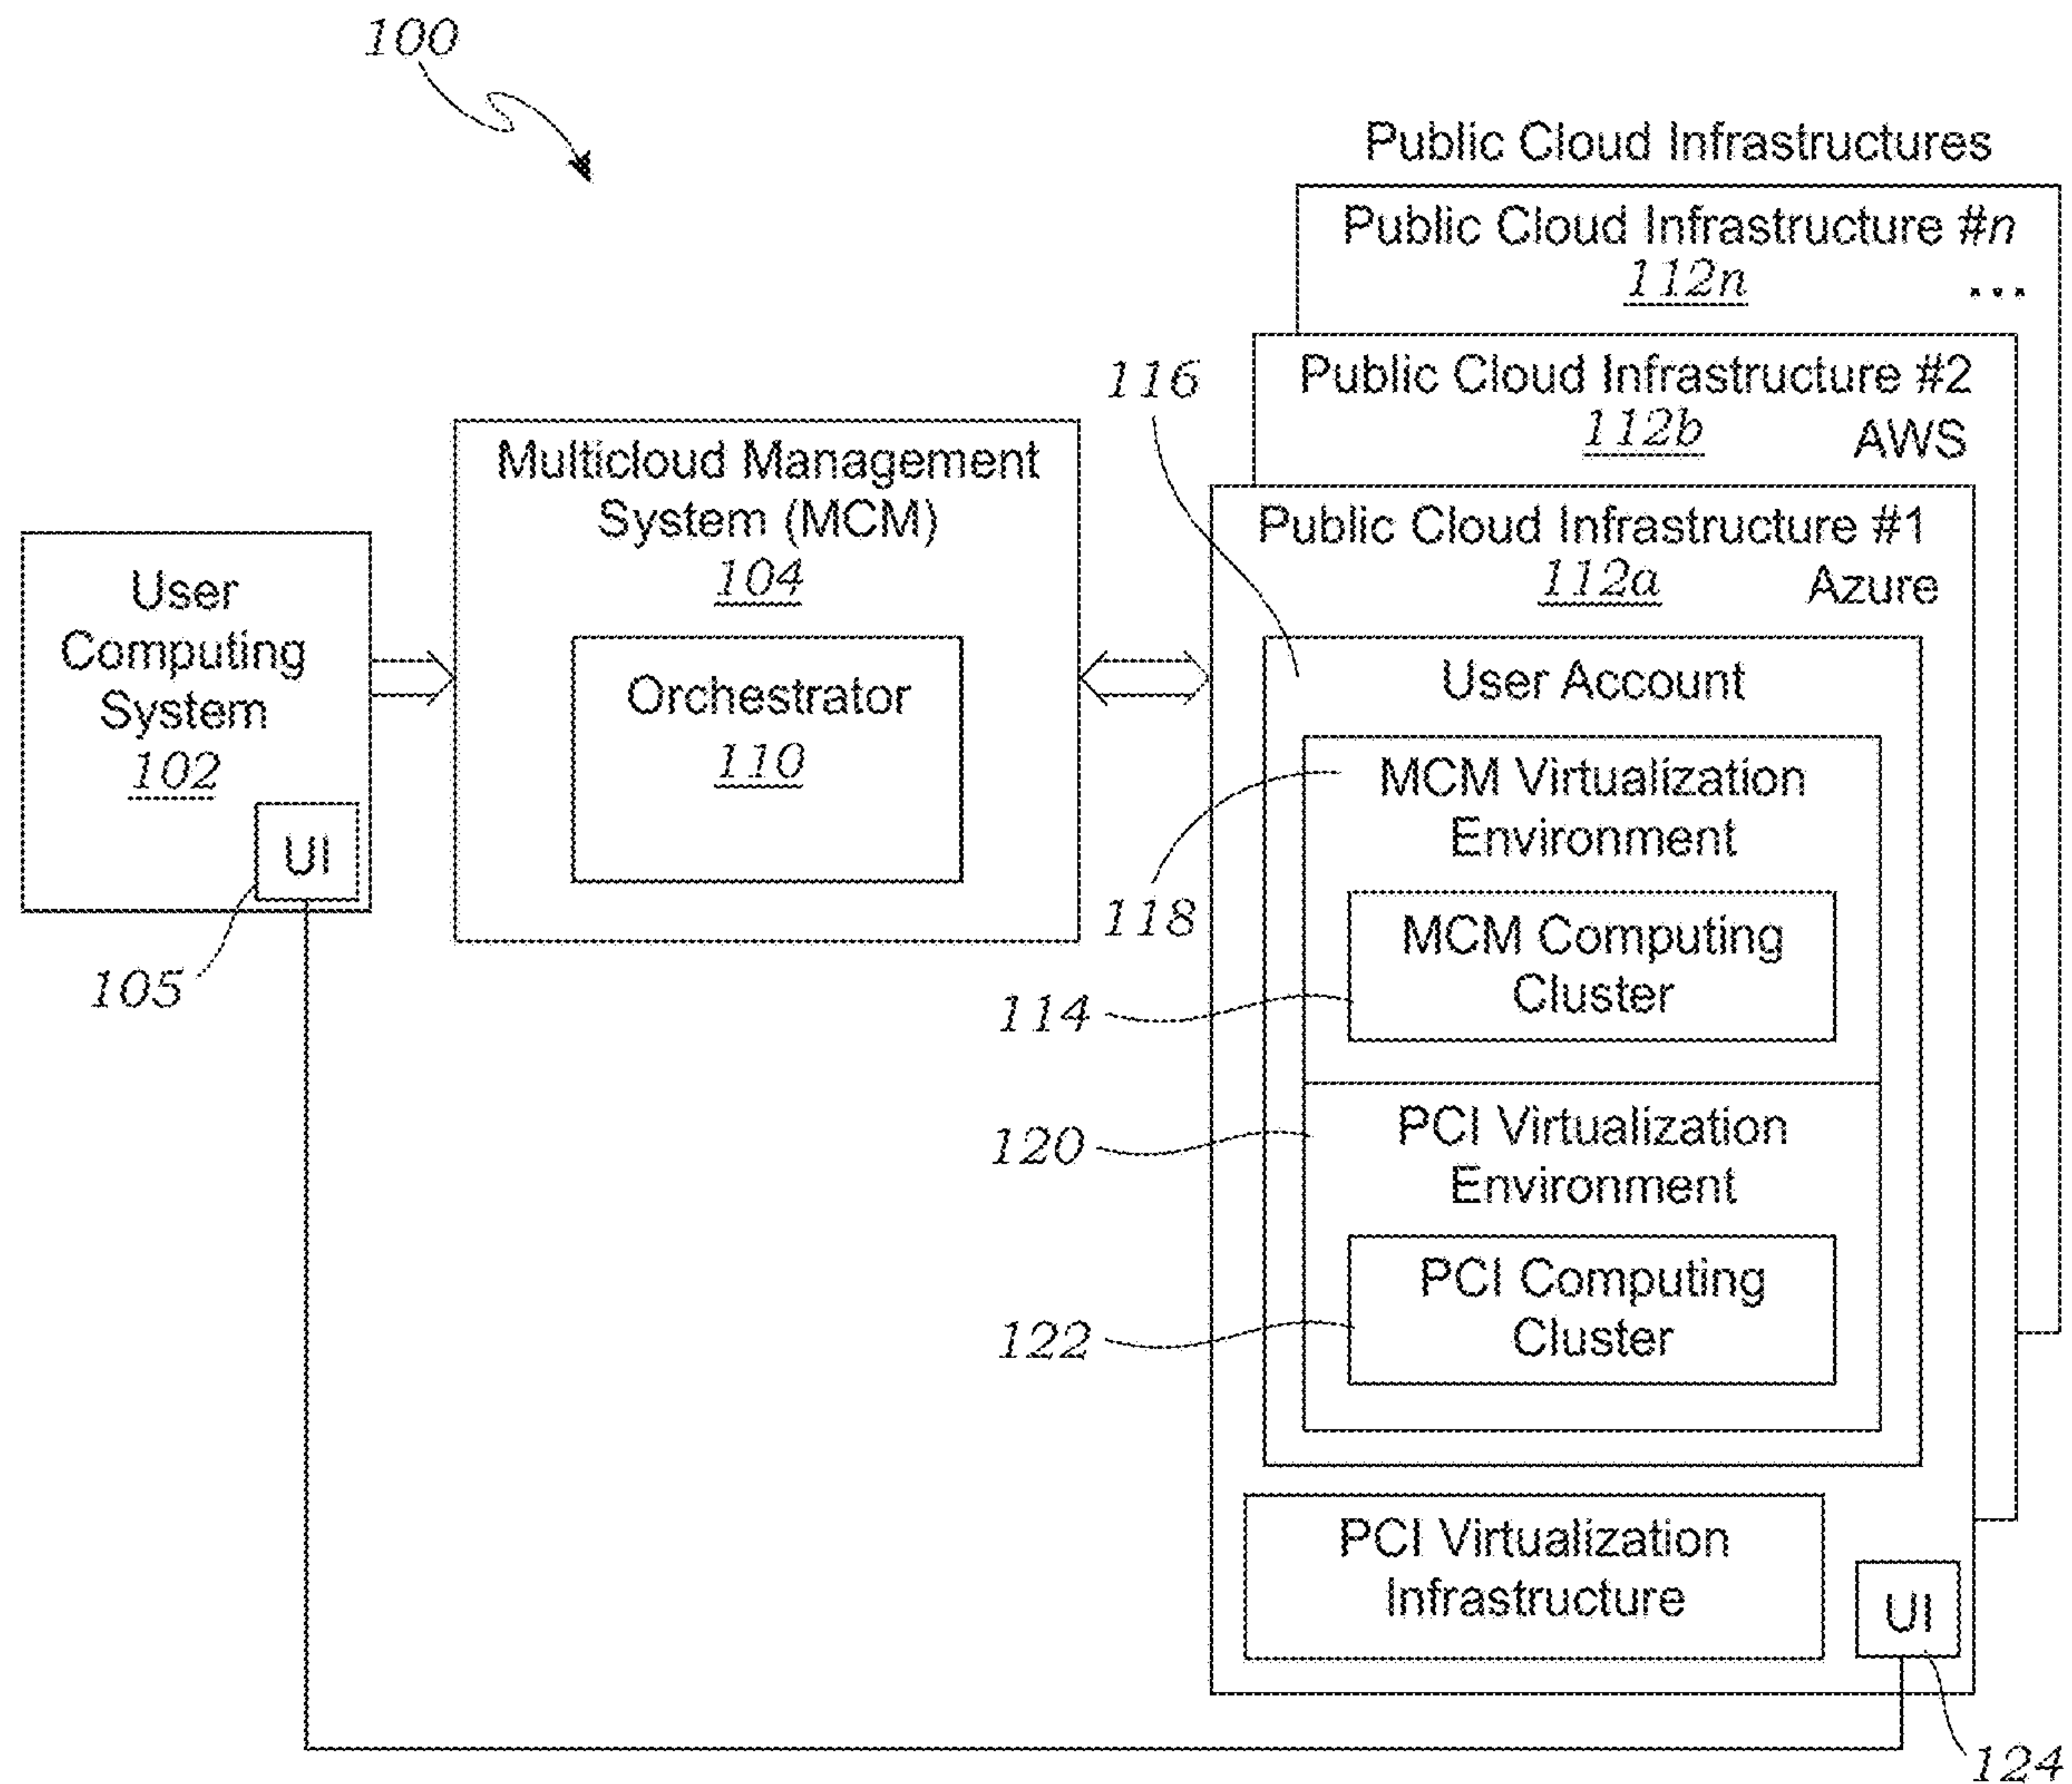 100
Public Cloud Infrastructures
Public Cloud Infrastructure #n
112n
...
Public Cloud Infrastructure #2
112b
AWS
Public Cloud Infrastructure #1
112a
Azure
116
User Account
118
MCM Virtualization
Environment
114
MCM Computing
Cluster
120
PCI Virtualization
Environment
122
PCI Computing
Cluster
PCI Virtualization
Infrastructure
UI
124
Multicloud Management
System (MCM)
104
Orchestrator
110
User
Computing
System
102
UI
105